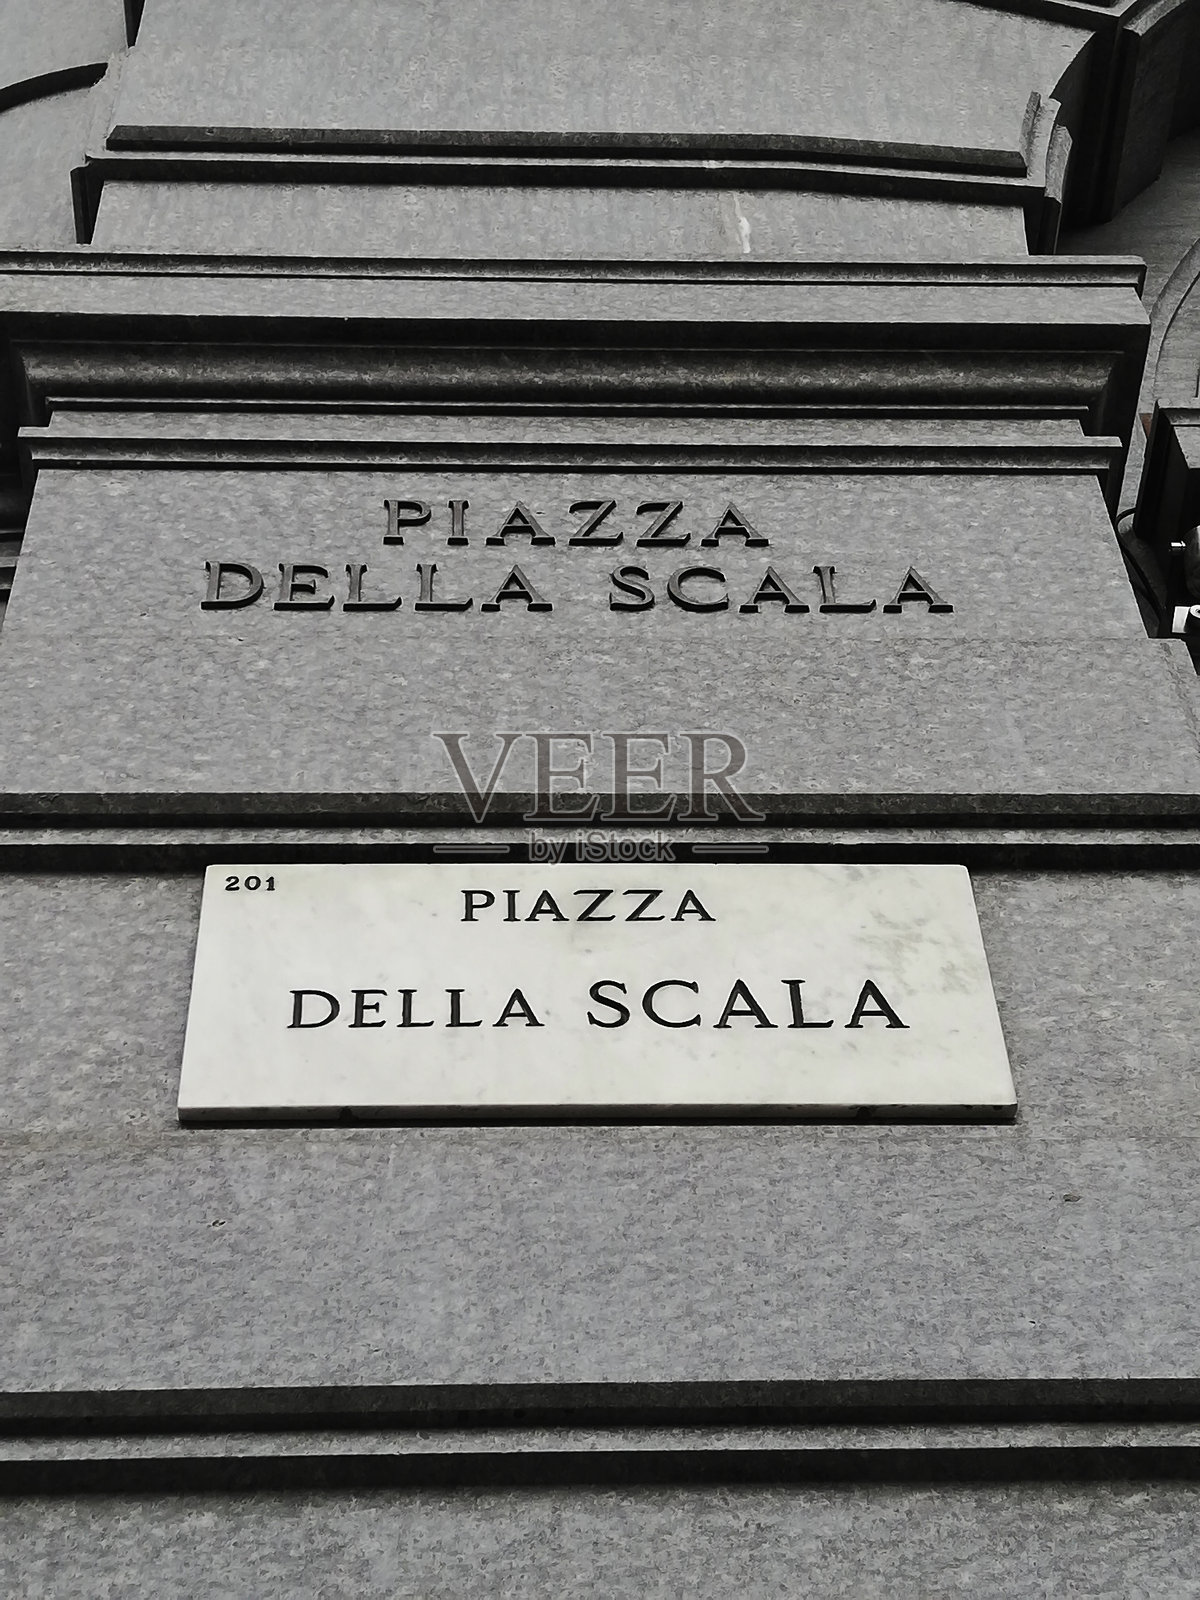 PIAZZA
DELLA SCALA
VEER
by iStock
201
PIAZZA
DELLA SCALA